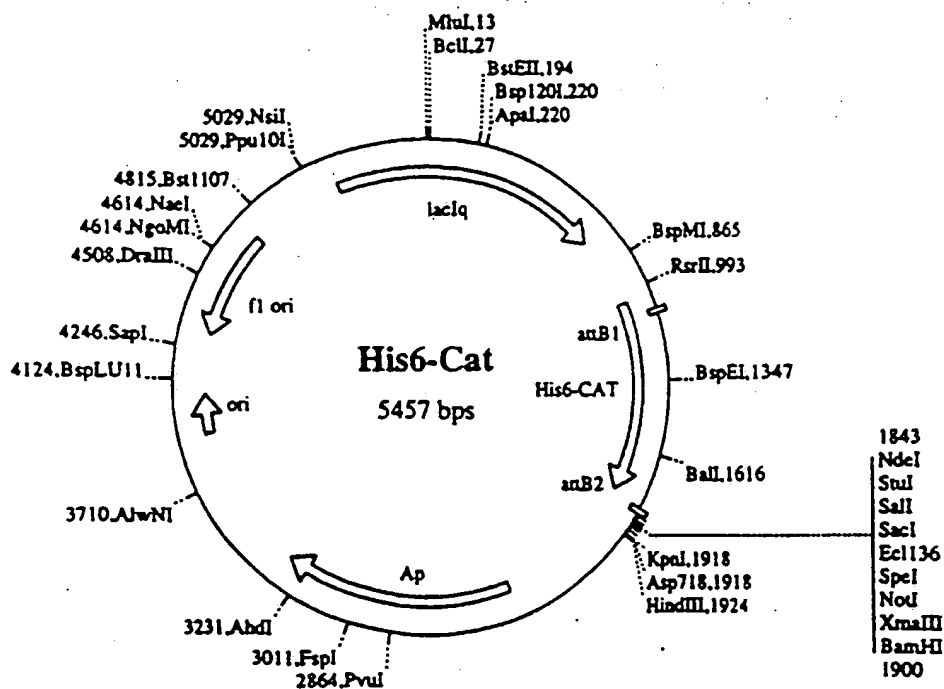 MluI,13
BclI,27
BstEII,194
Bsp120I,220
ApaI,220
5029,NsiI
5029,Ppu10I
4815,Bst1107
4614,NaeI
4614,NgoMI
4508,DraIII
lacIq
BspMI,865
RsrII,993
f1 ori
attB1
4246,SapI
4124,BspLU11
His6-Cat
5457 bps
His6-CAT
BspEI,1347
ori
attB2
BalI,1616
3710,AlwNI
1843
NdeI
StuI
SalI
SacI
Ecl136
SpeI
NotI
XmaIII
BamHI
1900
KpnI,1918
Asp718,1918
HindIII,1924
Ap
3231,AhdI
3011,FspI
2864,PvuI